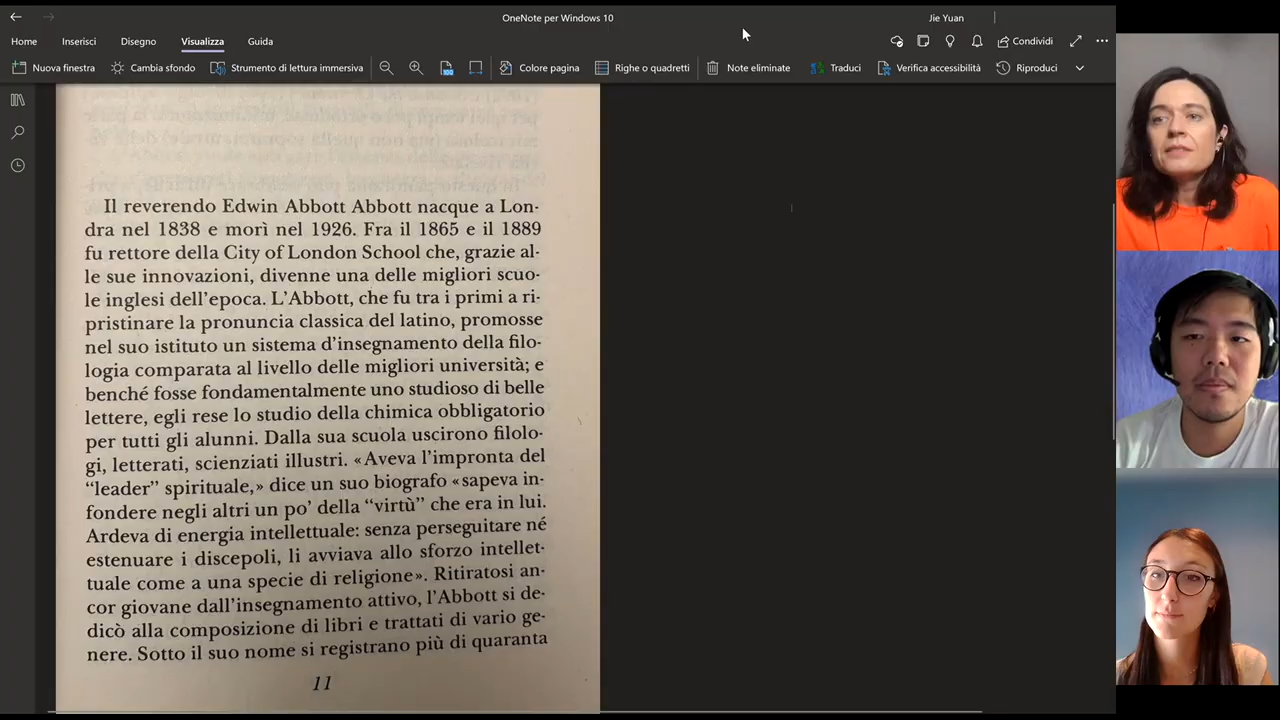 OneNote per Windows 10
Jie Yuan
Home Inserisci Disegno Visualizza Guida
Condividi
Nuova finestra Cambia sfondo Strumento di lettura immersiva Colore pagina Righe o quadretti Note eliminate Traduci Verifica accessibilità Riproduci
Il reverendo Edwin Abbott Abbott nacque a Lon-
dra nel 1838 e morì nel 1926. Fra il 1865 e il 1889
fu rettore della City of London School che, grazie al-
le sue innovazioni, divenne una delle migliori scuo-
le inglesi dell'epoca. L'Abbott, che fu tra i primi a ri-
pristinare la pronuncia classica del latino, promosse
nel suo istituto un sistema d'insegnamento della filo-
logia comparata al livello delle migliori università; e
benché fosse fondamentalmente uno studioso di belle
lettere, egli rese lo studio della chimica obbligatorio
per tutti gli alunni. Dalla sua scuola uscirono filolo-
gi, letterati, scienziati illustri. «Aveva l'impronta del
“leader” spirituale,» dice un suo biografo «sapeva in-
fondere negli altri un po' della “virtù” che era in lui.
Ardeva di energia intellettuale: senza perseguitare né
estenuare i discepoli, li avviava allo sforzo intellet-
tuale come a una specie di religione». Ritiratosi an-
cor giovane dall'insegnamento attivo, l'Abbott si de-
dicò alla composizione di libri e trattati di vario ge-
nere. Sotto il suo nome si registrano più di quaranta
11